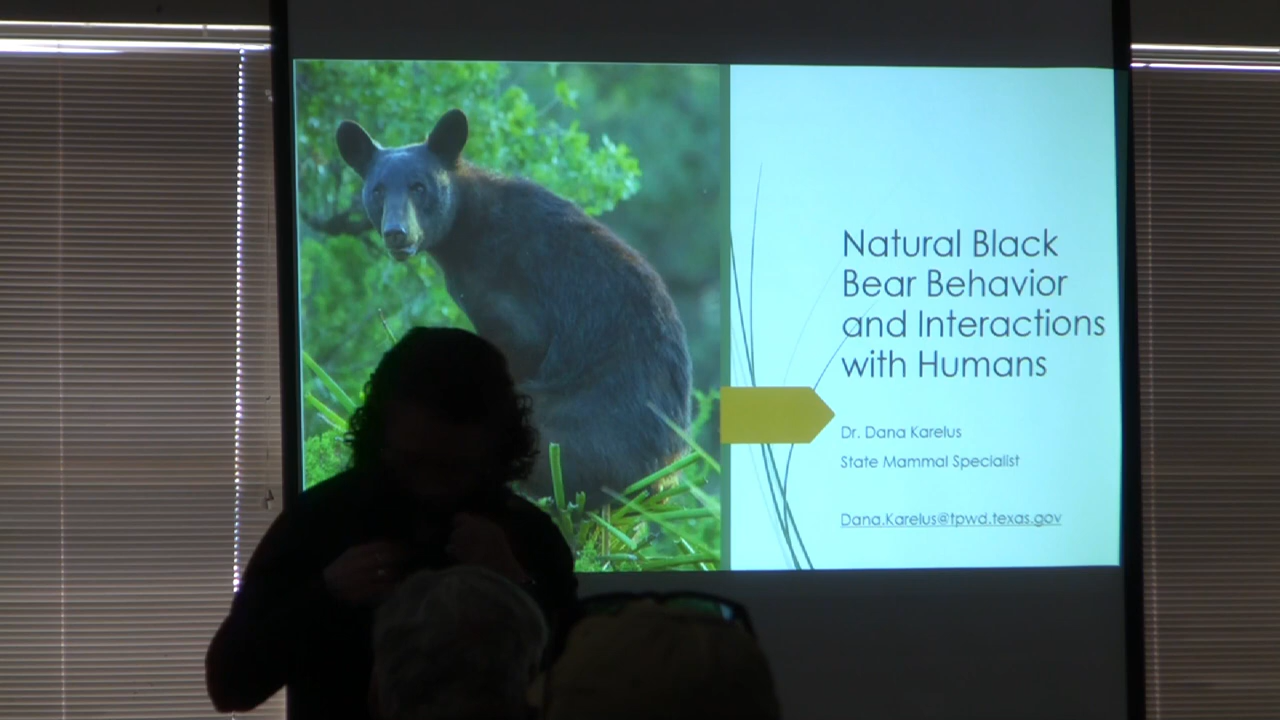 Natural Black
Bear Behavior
and Interactions
with Humans
Dr. Dana Karelus
State Mammal Specialist
Dana.Karelus@tpwd.texas.gov